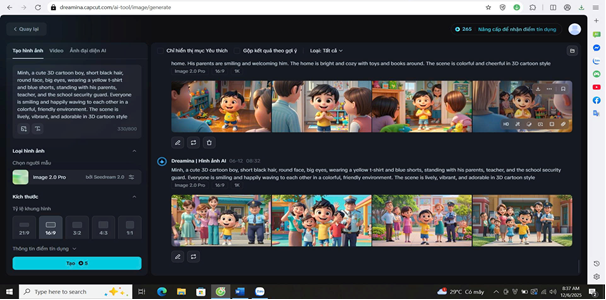 dreamina.capcut.com/ai-tool/image/generate
Quay lại
265 Nâng cấp để nhận điểm tín dụng
Tạo hình ảnh Video Ảnh đại diện AI
Chỉ hiển thị mục Yêu thích Gộp kết quả theo gợi ý Loại: Tất cả
Minh, a cute 3D cartoon boy, short black hair,
round face, big eyes, wearing a yellow t-shirt
and blue shorts, standing with his parents,
teacher, and the school security guard. Everyone
is smiling and happily waving to each other in a
colorful, friendly environment. The scene is
lively, vibrant, and adorable in 3D cartoon style
Loại hình ảnh
Chọn người mẫu
Image 2.0 Pro bởi Seedream 3.0
Kích thước
Tỷ lệ khung hình
21:9 16:9 3:2 4:3 1:1
Thông tin điểm tín dụng
Tạo 5
home. His parents are smiling and welcoming him. The home is bright and cozy with toys and books around. The scene is colorful and cheerful in 3D cartoon style
Image 2.0 Pro 16:9 1K
HD
Dreamina | Hình ảnh AI 06-12 08:32
Minh, a cute 3D cartoon boy, short black hair, round face, big eyes, wearing a yellow t-shirt and blue shorts, standing with his parents, teacher, and the school security
guard. Everyone is smiling and happily waving to each other in a colorful, friendly environment. The scene is lively, vibrant, and adorable in 3D cartoon style
Image 2.0 Pro 16:9 1K
Type here to search
29°C Có mây
8:37 AM
12/6/2025